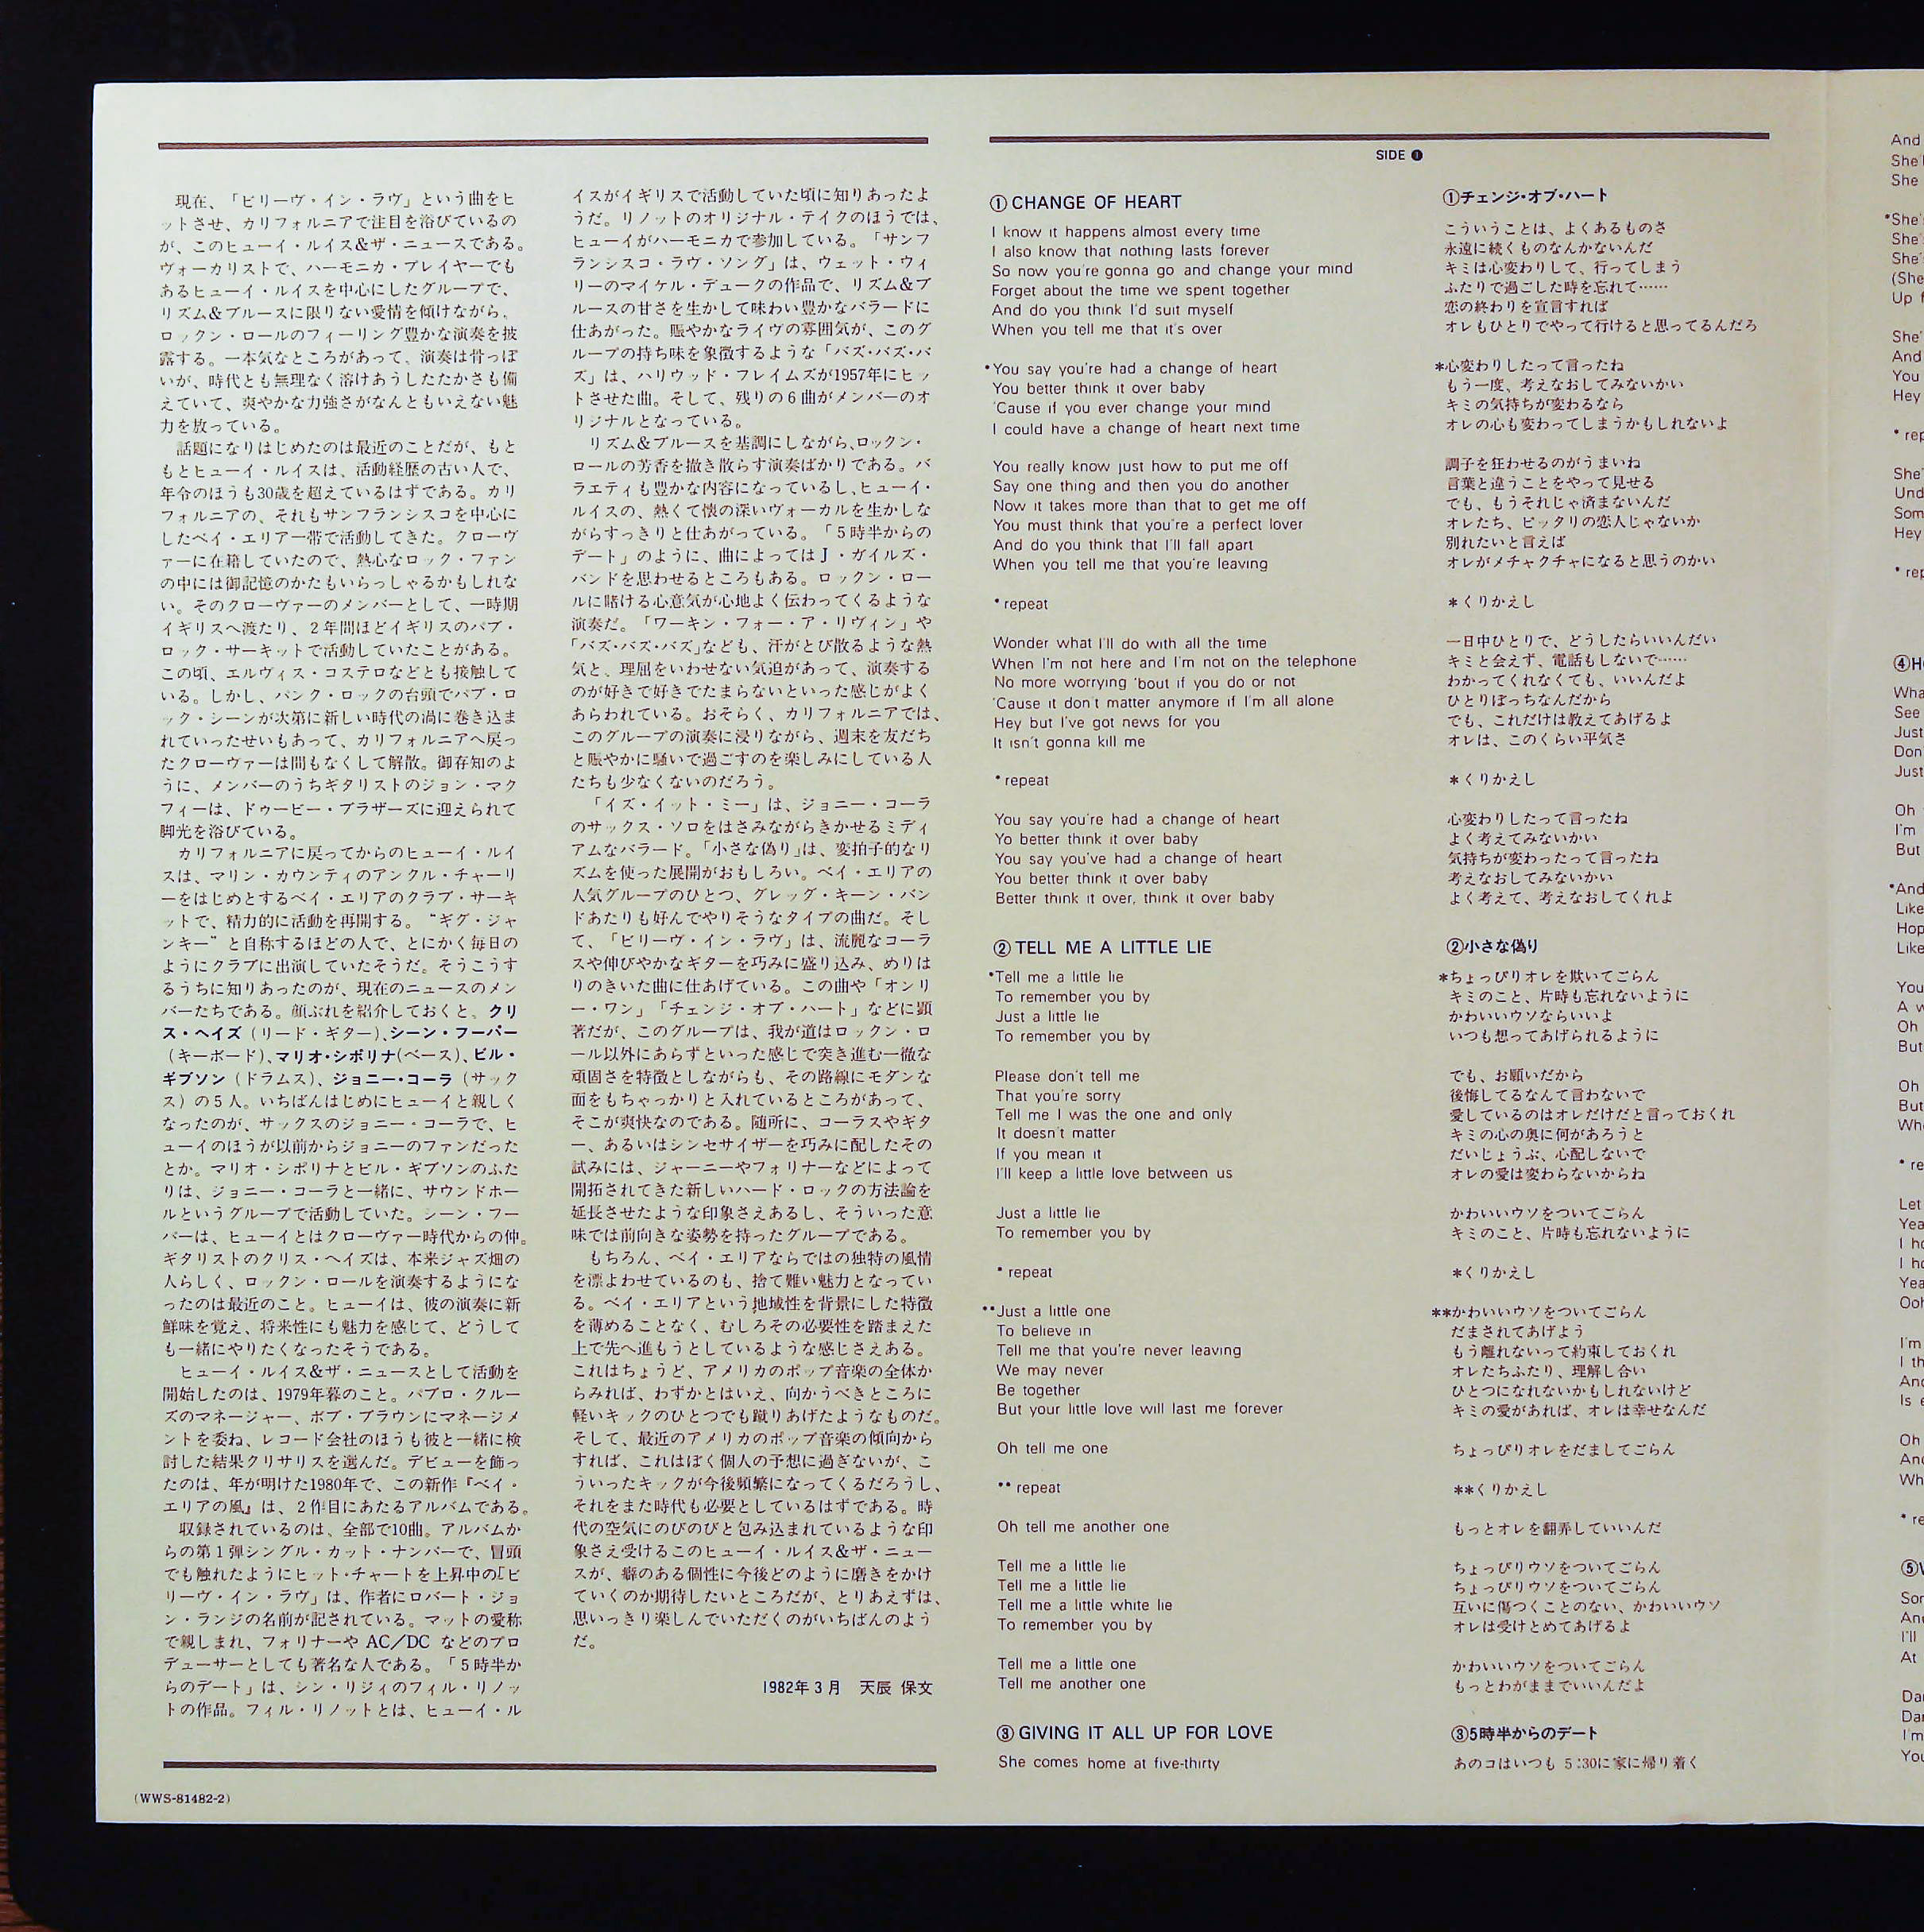 現在、「ビリーヴ・イン・ラヴ」という曲をヒ
ットさせ、カリフォルニアで注目を浴びているの
が、このヒューイ・ルイス&ザ・ニュースである。
ヴォーカリストで、ハーモニカ・プレイヤーでも
あるヒューイ・ルイスを中心にしたグループで、
リズム&ブルースに限りない愛情を傾けながら、
ロックン・ロールのフィーリング豊かな演奏を披
露する。一本気なところがあって、演奏は骨っぽ
いが、時代とも無理なく溶けあうしたたかさも備
えていて、爽やかな力強さがなんともいえない魅
力を放っている。
話題になりはじめたのは最近のことだが、もと
もとヒューイ・ルイスは、活動経歴の古い人で、
年令のほうも30歳を超えているはずである。カリ
フォルニアの、それもサンフランシスコを中心に
したベイ・エリア一帯で活動してきた。クローヴ
ァーに在籍していたので、熱心なロック・ファン
の中には御記憶のかたもいらっしゃるかもしれな
い。そのクローヴァーのメンバーとして、一時期
イギリスへ渡たり、2年間ほどイギリスのパブ・
ロック・サーキットで活動していたことがある。
この頃、エルヴィス・コステロなどとも接触して
いる。しかし、パンク・ロックの台頭でパブ・ロ
ック・シーンが次第に新しい時代の渦に巻き込ま
れていったせいもあって、カリフォルニアへ戻っ
たクローヴァーは間もなくして解散。御存知のよ
うに、メンバーのうちギタリストのジョン・マク
フィーは、ドゥービー・ブラザーズに迎えられて
脚光を浴びている。
カリフォルニアに戻ってからのヒューイ・ルイ
スは、マリン・カウンティのアンクル・チャーリ
ーをはじめとするベイ・エリアのクラブ・サーキ
ットで、精力的に活動を再開する。“ギグ・ジャ
ンキー”と自称するほどの人で、とにかく毎日の
ようにクラブに出演していたそうだ。そうこうす
るうちに知りあったのが、現在のニュースのメン
バーたちである。顔ぶれを紹介しておくと、クリ
ス・ヘイズ(リード・ギター)、シーン・フーパー
(キーボード)、マリオ・シポリナ(ベース)、ビル・
ギブソン(ドラムス)、ジョニー・コーラ(サック
ス)の5人。いちばんはじめにヒューイと親しく
なったのが、サックスのジョニー・コーラで、ヒ
ューイのほうが以前からジョニーのファンだった
とか。マリオ・シポリナとビル・ギブソンのふた
りは、ジョニー・コーラと一緒に、サウンドホー
ルというグループで活動していた。シーン・フー
パーは、ヒューイとはクローヴァー時代からの仲。
ギタリストのクリス・ヘイズは、本来ジャズ畑の
人らしく、ロックン・ロールを演奏するようにな
ったのは最近のこと。ヒューイは、彼の演奏に新
鮮味を覚え、将来性にも魅力を感じて、どうして
も一緒にやりたくなったそうである。
ヒューイ・ルイス&ザ・ニュースとして活動を
開始したのは、1979年暮のこと。パブロ・クルー
ズのマネージャー、ボブ・ブラウンにマネージメ
ントを委ね、レコード会社のほうも彼と一緒に検
討した結果クリサリスを選んだ。デビューを飾っ
たのは、年が明けた1980年で、この新作『ベイ・
エリアの風』は、2作目にあたるアルバムである。
収録されているのは、全部で10曲。アルバムか
らの第1弾シングル・カット・ナンバーで、冒頭
でも触れたようにヒット・チャートを上昇中の「ビ
リーヴ・イン・ラヴ」は、作者にロバート・ジョ
ン・ランジの名前が記されている。マットの愛称
で親しまれ、フォリナーや AC/DC などのプロ
デューサーとしても著名な人である。「5時半か
らのデート」は、シン・リジィのフィル・リノッ
トの作品。フィル・リノットとは、ヒューイ・ル
イスがイギリスで活動していた頃に知りあったよ
うだ。リノットのオリジナル・テイクのほうでは、
ヒューイがハーモニカで参加している。「サンフ
ランシスコ・ラヴ・ソング」は、ウェット・ウィ
リーのマイケル・デュークの作品で、リズム&ブ
ルースの甘さを生かして味わい豊かなバラードに
仕あがった。賑やかなライヴの雰囲気が、このグ
ループの持ち味を象徴するような「バズ・バズ・バ
ズ」は、ハリウッド・フレイムズが1957年にヒッ
トさせた曲。そして、残りの6曲がメンバーのオ
リジナルとなっている。
リズム&ブルースを基調にしながら、ロックン・
ロールの芳香を撒き散らす演奏ばかりである。バ
ラエティも豊かな内容になっているし、ヒューイ・
ルイスの、熱くて懐の深いヴォーカルを生かしな
がらすっきりと仕あがっている。「5時半からの
デート」のように、曲によってはJ・ガイルズ・
バンドを思わせるところもある。ロックン・ロー
ルに賭ける心意気が心地よく伝わってくるような
演奏だ。「ワーキン・フォー・ア・リヴィン」や
「バズ・バズ・バズ」なども、汗がとび散るような熱
気と、理屈をいわせない気迫があって、演奏する
のが好きで好きでたまらないといった感じがよく
あらわれている。おそらく、カリフォルニアでは、
このグループの演奏に浸りながら、週末を友だち
と賑やかに騒いで過ごすのを楽しみにしている人
たちも少なくないのだろう。
「イズ・イット・ミー」は、ジョニー・コーラ
のサックス・ソロをはさみながらきかせるミディ
アムなバラード。「小さな偽り」は、変拍子的なリ
ズムを使った展開がおもしろい。ベイ・エリアの
人気グループのひとつ、グレッグ・キーン・バン
ドあたりも好んでやりそうなタイプの曲だ。そし
て、「ビリーヴ・イン・ラヴ」は、流麗なコーラ
スや伸びやかなギターを巧みに盛り込み、めりは
りのきいた曲に仕あげている。この曲や「オンリ
ー・ワン」「チェンジ・オブ・ハート」などに顕
著だが、このグループは、我が道はロックン・ロ
ール以外にあらずといった感じで突き進む一徹な
頑固さを特徴としながらも、その路線にモダンな
面をもちゃっかりと入れているところがあって、
そこが爽快なのである。随所に、コーラスやギタ
ー、あるいはシンセサイザーを巧みに配したその
試みには、ジャーニーやフォリナーなどによって
開拓されてきた新しいハード・ロックの方法論を
延長させたような印象さえあるし、そういった意
味では前向きな姿勢を持ったグループである。
もちろん、ベイ・エリアならではの独特の風情
を漂よわせているのも、捨て難い魅力となってい
る。ベイ・エリアという地域性を背景にした特徴
を薄めることなく、むしろその必要性を踏まえた
上で先へ進もうとしているような感じさえある。
これはちょうど、アメリカのポップ音楽の全体か
らみれば、わずかとはいえ、向かうべきところに
軽いキックのひとつでも蹴りあげたようなものだ。
そして、最近のアメリカのポップ音楽の傾向から
すれば、これはぼく個人の予想に過ぎないが、こ
ういったキックが今後頻繁になってくるだろうし、
それをまた時代も必要としているはずである。時
代の空気にのびのびと包み込まれているような印
象さえ受けるこのヒューイ・ルイス&ザ・ニュー
スが、癖のある個性に今後どのように磨きをかけ
ていくのか期待したいところだが、とりあえずは、
思いっきり楽しんでいただくのがいちばんのよう
だ。
1982年3月 天辰 保文
(WWS-81482-2)
SIDE ❶
① CHANGE OF HEART
I know it happens almost every time
I also know that nothing lasts forever
So now you're gonna go and change your mind
Forget about the time we spent together
And do you think I'd suit myself
When you tell me that it's over
*You say you're had a change of heart
You better think it over baby
'Cause if you ever change your mind
I could have a change of heart next time
You really know just how to put me off
Say one thing and then you do another
Now it takes more than that to get me off
You must think that you're a perfect lover
And do you think that I'll fall apart
When you tell me that you're leaving
* repeat
Wonder what I'll do with all the time
When I'm not here and I'm not on the telephone
No more worrying 'bout if you do or not
'Cause it don't matter anymore if I'm all alone
Hey but I've got news for you
It isn't gonna kill me
* repeat
You say you're had a change of heart
Yo better think it over baby
You say you've had a change of heart
You better think it over baby
Better think it over, think it over baby
② TELL ME A LITTLE LIE
*Tell me a little lie
To remember you by
Just a little lie
To remember you by
Please don't tell me
That you're sorry
Tell me I was the one and only
It doesn't matter
If you mean it
I'll keep a little love between us
Just a little lie
To remember you by
* repeat
**Just a little one
To believe in
Tell me that you're never leaving
We may never
Be together
But your little love will last me forever
Oh tell me one
** repeat
Oh tell me another one
Tell me a little lie
Tell me a little lie
Tell me a little white lie
To remember you by
Tell me a little one
Tell me another one
③ GIVING IT ALL UP FOR LOVE
She comes home at five-thirty
①チェンジ・オブ・ハート
こういうことは、よくあるものさ
永遠に続くものなんかないんだ
キミは心変わりして、行ってしまう
ふたりで過ごした時を忘れて……
恋の終わりを宣言すれば
オレもひとりでやって行けると思ってるんだろ
*心変わりしたって言ったね
もう一度、考えなおしてみないかい
キミの気持ちが変わるなら
オレの心も変わってしまうかもしれないよ
調子を狂わせるのがうまいね
言葉と違うことをやって見せる
でも、もうそれじゃ済まないんだ
オレたち、ピッタリの恋人じゃないか
別れたいと言えば
オレがメチャクチャになると思うのかい
*くりかえし
一日中ひとりで、どうしたらいいんだい
キミと会えず、電話もしないで……
わかってくれなくても、いいんだよ
ひとりぼっちなんだから
でも、これだけは教えてあげるよ
オレは、このくらい平気さ
*くりかえし
心変わりしたって言ったね
よく考えてみないかい
気持ちが変わったって言ったね
考えなおしてみないかい
よく考えて、考えなおしてくれよ
②小さな偽り
*ちょっぴりオレを欺いてごらん
キミのこと、片時も忘れないように
かわいいウソならいいよ
いつも想ってあげられるように
でも、お願いだから
後悔してるなんて言わないで
愛しているのはオレだけだと言っておくれ
キミの心の奥に何があろうと
だいじょうぶ、心配しないで
オレの愛は変わらないからね
かわいいウソをついてごらん
キミのこと、片時も忘れないように
*くりかえし
**かわいいウソをついてごらん
だまされてあげよう
もう離れないって約束しておくれ
オレたちふたり、理解し合い
ひとつになれないかもしれないけど
キミの愛があれば、オレは幸せなんだ
ちょっぴりオレをだましてごらん
**くりかえし
もっとオレを翻弄していいんだ
ちょっぴりウソをついてごらん
ちょっぴりウソをついてごらん
互いに傷つくことのない、かわいいウソ
オレは受けとめてあげるよ
かわいいウソをついてごらん
もっとわがままでいいんだよ
③5時半からのデート
あのコはいつも 5:30に家に帰り着く